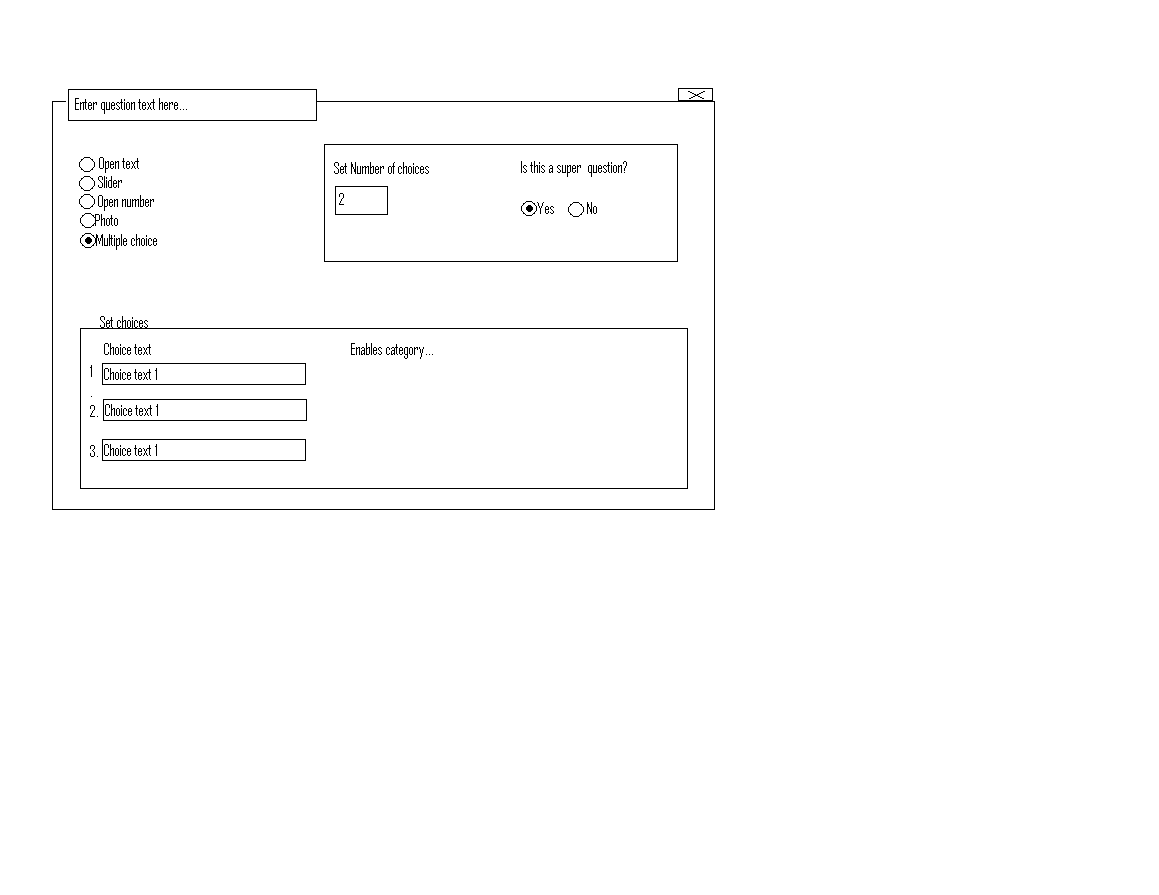 Enter question text here...
Open text
Slider
Open number
Photo
Multiple choice
Set Number of choices
2
Is this a super question?
Yes No
Set choices
Choice text
Enables category...
1
.
Choice text 1
2. Choice text 1
3. Choice text 1